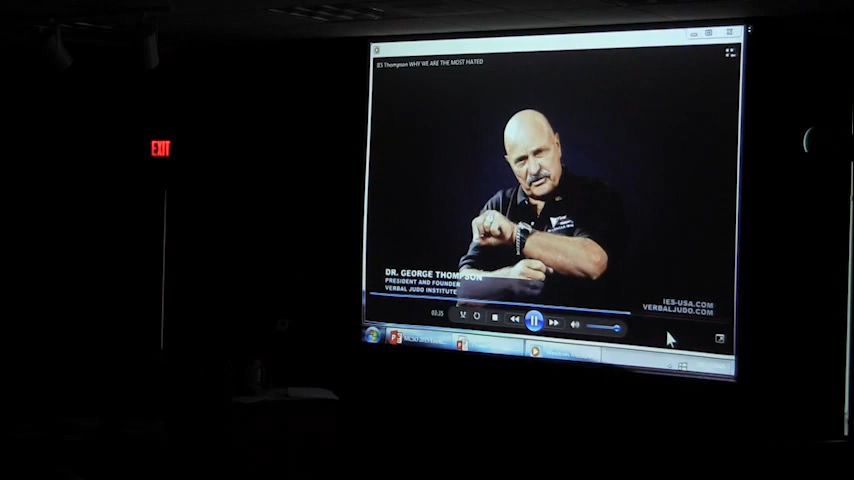 IES Thompson WHY WE ARE THE MOST HATED
EXIT
DR. GEORGE THOMPSON
PRESIDENT AND FOUNDER
VERBAL JUDO INSTITUTE
IES-USA.COM
VERBALJUDO.COM
03:35